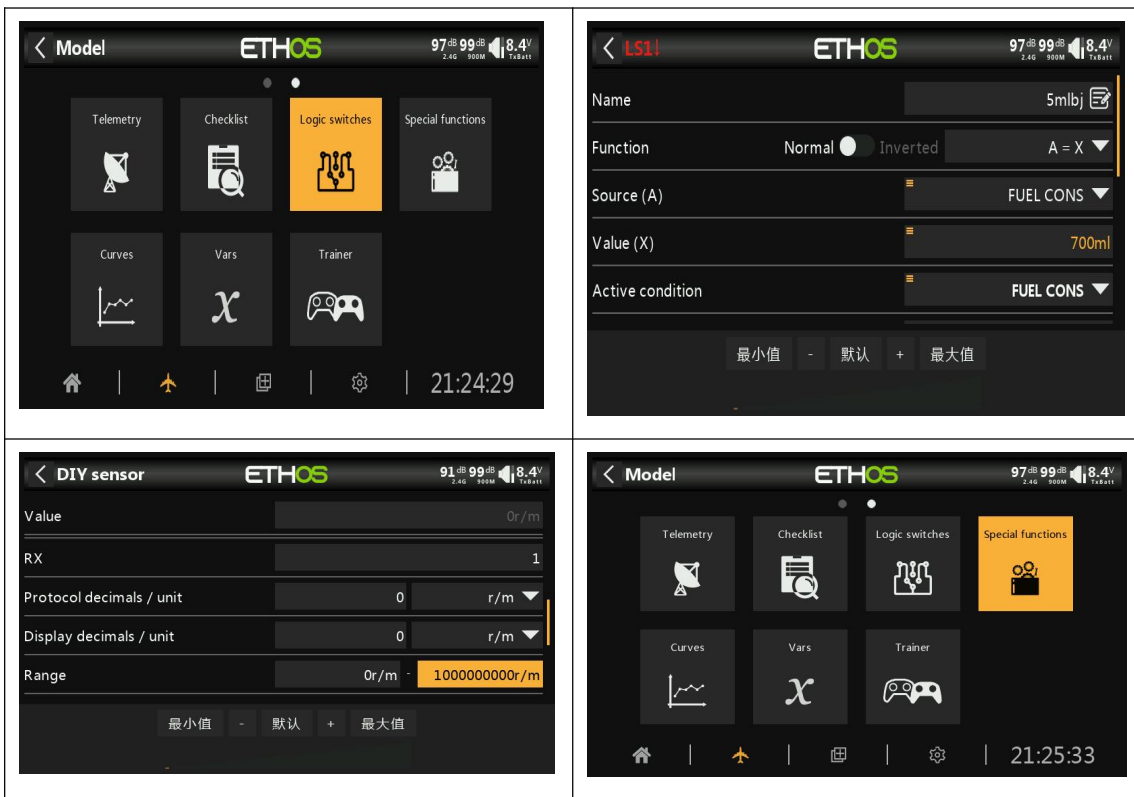 Model ETHOS 97dB 99dB 8.4V
2.4G 900M TxBatt
Telemetry Checklist Logic switches Special functions
Curves Vars Trainer
21:24:29
LS1↓ ETHOS 97dB 99dB 8.4V
2.4G 900M TxBatt
Name 5mlbj
Function Normal Inverted A = X
Source (A) FUEL CONS
Value (X) 700ml
Active condition FUEL CONS
最小值 - 默认 + 最大值
DIY sensor ETHOS 91dB 99dB 8.4V
2.4G 900M TxBatt
Value 0r/m
RX 1
Protocol decimals / unit 0 r/m
Display decimals / unit 0 r/m
Range 0r/m - 1000000000r/m
最小值 - 默认 + 最大值
Model ETHOS 97dB 99dB 8.4V
2.4G 900M TxBatt
Telemetry Checklist Logic switches Special functions
Curves Vars Trainer
21:25:33